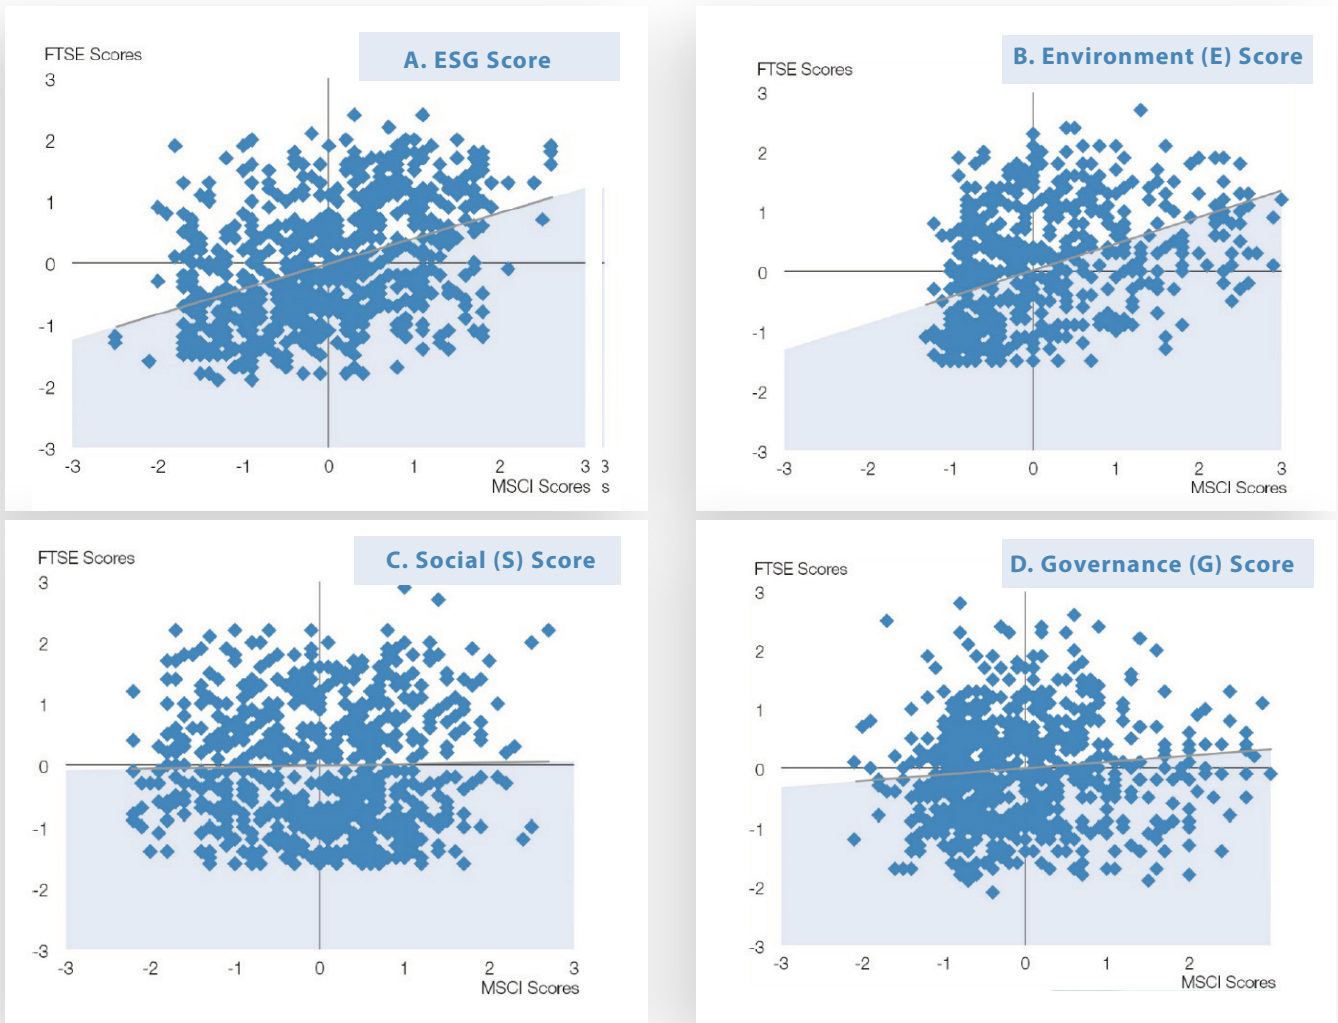 FTSE Scores
A. ESG Score
3
2
1
0
-1
-2
-3
-3 -2 -1 0 1 2 3 3
MSCI Scores s
FTSE Scores
B. Environment (E) Score
3
2
1
0
-1
-2
-3
-3 -2 -1 0 1 2 3
MSCI Scores
FTSE Scores
C. Social (S) Score
3
2
1
0
-1
-2
-3
-3 -2 -1 0 1 2 3
MSCI Scores
FTSE Scores
D. Governance (G) Score
3
2
1
0
-1
-2
-3
-3 -2 -1 0 1 2
MSCI Scores